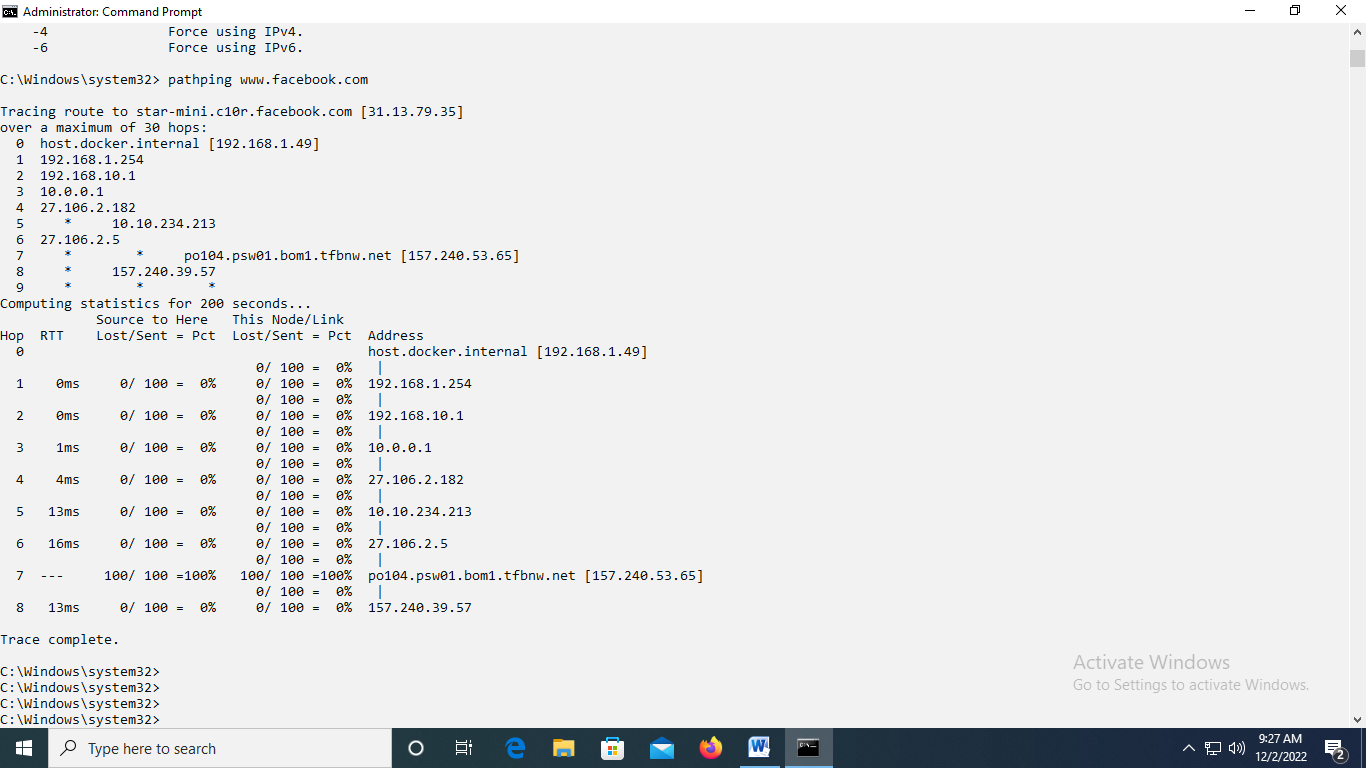 Administrator: Command Prompt
-4 Force using IPv4.
-6 Force using IPv6.
C:\Windows\system32> pathping www.facebook.com
Tracing route to star-mini.c10r.facebook.com [31.13.79.35]
over a maximum of 30 hops:
0 host.docker.internal [192.168.1.49]
1 192.168.1.254
2 192.168.10.1
3 10.0.0.1
4 27.106.2.182
5 * 10.10.234.213
6 27.106.2.5
7 * * po104.psw01.bom1.tfbnw.net [157.240.53.65]
8 * 157.240.39.57
9 * * *
Computing statistics for 200 seconds...
Source to Here This Node/Link
Hop RTT Lost/Sent = Pct Lost/Sent = Pct Address
0 host.docker.internal [192.168.1.49]
0/ 100 = 0% |
1 0ms 0/ 100 = 0% 0/ 100 = 0% 192.168.1.254
0/ 100 = 0% |
2 0ms 0/ 100 = 0% 0/ 100 = 0% 192.168.10.1
0/ 100 = 0% |
3 1ms 0/ 100 = 0% 0/ 100 = 0% 10.0.0.1
0/ 100 = 0% |
4 4ms 0/ 100 = 0% 0/ 100 = 0% 27.106.2.182
0/ 100 = 0% |
5 13ms 0/ 100 = 0% 0/ 100 = 0% 10.10.234.213
0/ 100 = 0% |
6 16ms 0/ 100 = 0% 0/ 100 = 0% 27.106.2.5
0/ 100 = 0% |
7 --- 100/ 100 =100% 100/ 100 =100% po104.psw01.bom1.tfbnw.net [157.240.53.65]
0/ 100 = 0% |
8 13ms 0/ 100 = 0% 0/ 100 = 0% 157.240.39.57
Trace complete.
C:\Windows\system32>
C:\Windows\system32>
C:\Windows\system32>
C:\Windows\system32>
Activate Windows
Go to Settings to activate Windows.
Type here to search
9:27 AM
12/2/2022
2